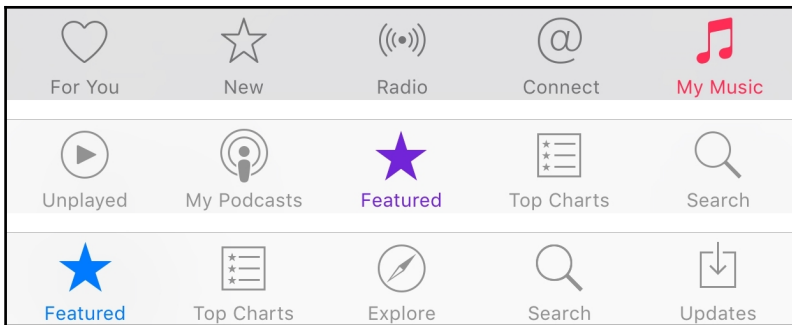 For You New Radio Connect My Music
Unplayed My Podcasts Featured Top Charts Search
Featured Top Charts Explore Search Updates